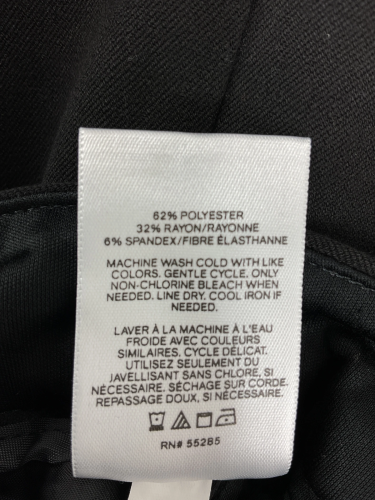 62% POLYESTER
32% RAYON/RAYONNE
6% SPANDEX/FIBRE ÉLASTHANNE
MACHINE WASH COLD WITH LIKE
COLORS. GENTLE CYCLE. ONLY
NON-CHLORINE BLEACH WHEN
NEEDED. LINE DRY. COOL IRON IF
NEEDED.
LAVER À LA MACHINE À L'EAU
FROIDE AVEC COULEURS
SIMILAIRES. CYCLE DÉLICAT.
UTILISEZ SEULEMENT DU
JAVELLISANT SANS CHLORE, SI
NÉCESSAIRE. SÉCHAGE SUR CORDE.
REPASSAGE DOUX, SI NÉCESSAIRE.
RN# 55285